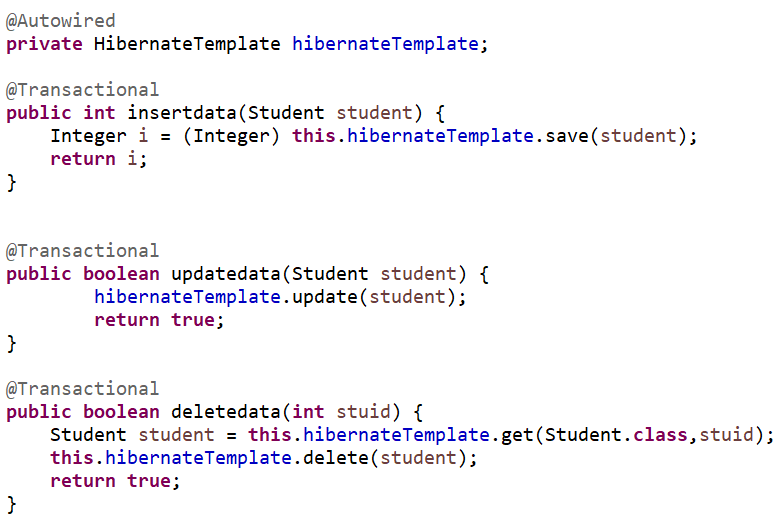 @Autowired
private HibernateTemplate hibernateTemplate;
@Transactional
public int insertdata(Student student) {
    Integer i = (Integer) this.hibernateTemplate.save(student);
    return i;
}
@Transactional
public boolean updatedata(Student student) {
        hibernateTemplate.update(student);
        return true;
}
@Transactional
public boolean deletedata(int stuid) {
    Student student = this.hibernateTemplate.get(Student.class,stuid);
    this.hibernateTemplate.delete(student);
    return true;
}